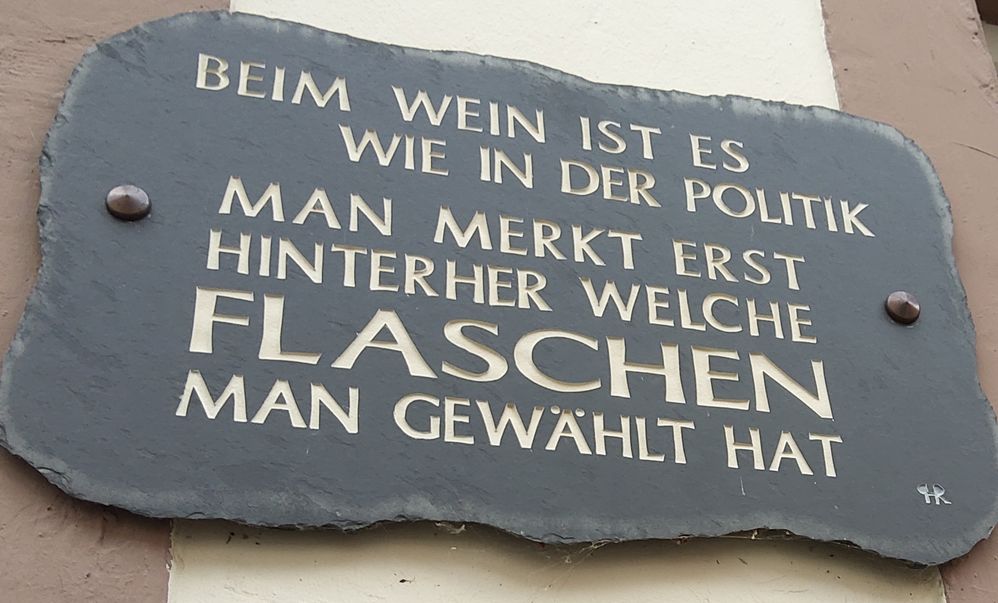 BEIM WEIN IST ES
WIE IN DER POLITIK
MAN MERKT ERST
HINTERHER WELCHE
FLASCHEN
MAN GEWÄHLT HAT